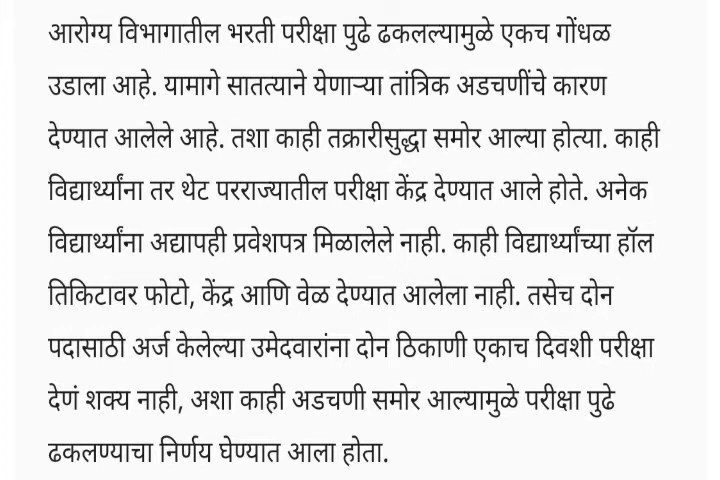 आरोग्य विभागातील भरती परीक्षा पुढे ढकलल्यामुळे एकच गोंधळ
उडाला आहे. यामागे सातत्याने येणाऱ्या तांत्रिक अडचणींचे कारण
देण्यात आलेले आहे. तशा काही तक्रारीसुद्धा समोर आल्या होत्या. काही
विद्यार्थ्यांना तर थेट परराज्यातील परीक्षा केंद्र देण्यात आले होते. अनेक
विद्यार्थ्यांना अद्यापही प्रवेशपत्र मिळालेले नाही. काही विद्यार्थ्यांच्या हॉल
तिकिटावर फोटो, केंद्र आणि वेळ देण्यात आलेला नाही. तसेच दोन
पदासाठी अर्ज केलेल्या उमेदवारांना दोन ठिकाणी एकाच दिवशी परीक्षा
देणं शक्य नाही, अशा काही अडचणी समोर आल्यामुळे परीक्षा पुढे
ढकलण्याचा निर्णय घेण्यात आला होता.